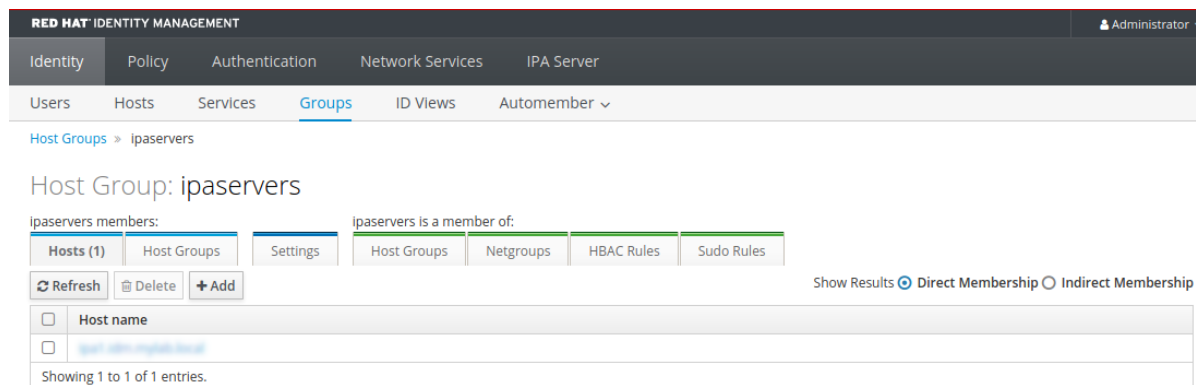 RED HAT IDENTITY MANAGEMENT Administrator
Identity Policy Authentication Network Services IPA Server
Users Hosts Services Groups ID Views Automember
Host Groups » ipaservers
Host Group: ipaservers
ipaservers members: ipaservers is a member of:
Hosts (1) Host Groups Settings Host Groups Netgroups HBAC Rules Sudo Rules
Refresh Delete + Add Show Results Direct Membership Indirect Membership
Host name
Showing 1 to 1 of 1 entries.